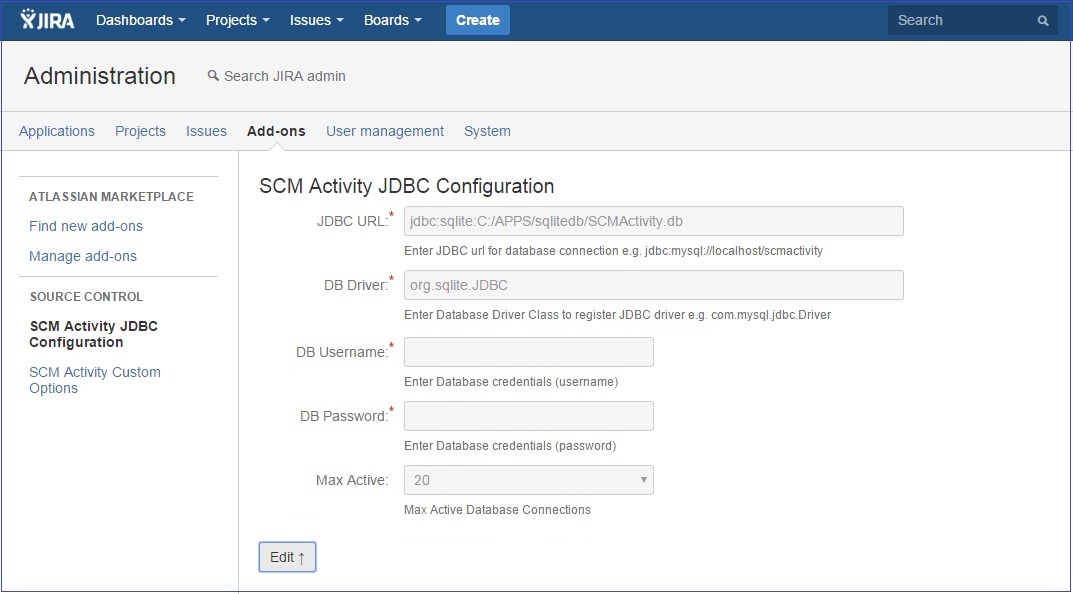 JIRA Dashboards Projects Issues Boards Create Search
Administration Search JIRA admin
Applications Projects Issues Add-ons User management System
ATLASSIAN MARKETPLACE
Find new add-ons
Manage add-ons
SOURCE CONTROL
SCM Activity JDBC
Configuration
SCM Activity Custom
Options
SCM Activity JDBC Configuration
JDBC URL:* jdbc:sqlite:C:/APPS/sqlitedb/SCMActivity.db
Enter JDBC url for database connection e.g. jdbc:mysql://localhost/scmactivity
DB Driver:* org.sqlite.JDBC
Enter Database Driver Class to register JDBC driver e.g. com.mysql.jdbc.Driver
DB Username:*
Enter Database credentials (username)
DB Password:*
Enter Database credentials (password)
Max Active: 20
Max Active Database Connections
Edit ↑